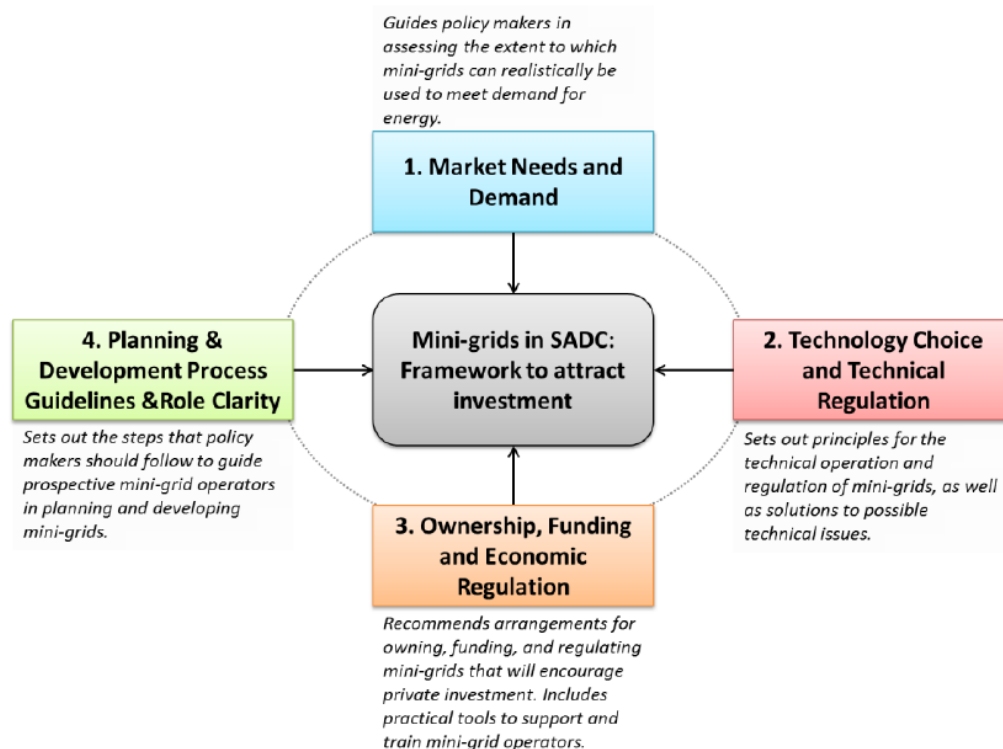 Guides policy makers in
assessing the extent to which
mini-grids can realistically be
used to meet demand for
energy.
1. Market Needs and
Demand
Mini-grids in SADC:
Framework to attract
investment
2. Technology Choice
and Technical
Regulation
Sets out principles for the
technical operation and
regulation of mini-grids, as well
as solutions to possible
technical issues.
3. Ownership, Funding
and Economic
Regulation
Recommends arrangements for
owning, funding, and regulating
mini-grids that will encourage
private investment. Includes
practical tools to support and
train mini-grid operators.
4. Planning &
Development Process
Guidelines &Role Clarity
Sets out the steps that policy
makers should follow to guide
prospective mini-grid operators
in planning and developing
mini-grids.